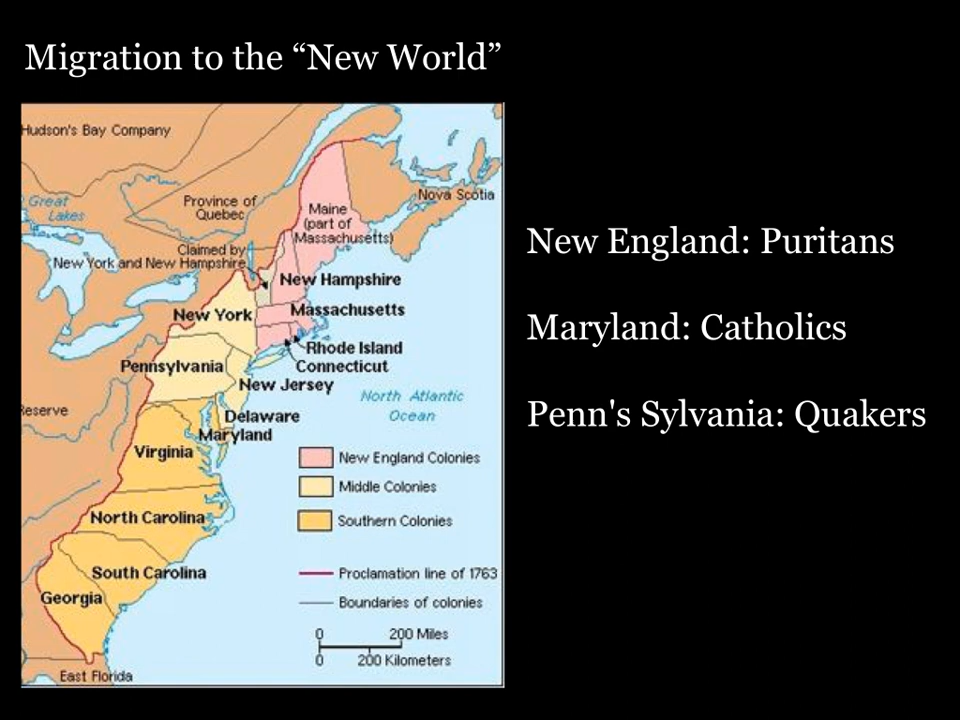 Migration to the “New World”
Hudson's Bay Company
Great
Lakes
Province of
Quebec
Nova Scotia
Maine
(part of
Massachusetts)
Claimed by
New York and New Hampshire
New Hampshire
Massachusetts
New York
Rhode Island
Connecticut
Pennsylvania
New Jersey
North Atlantic
Ocean
Reserve
Delaware
Maryland
Virginia
New England Colonies
Middle Colonies
North Carolina
Southern Colonies
South Carolina
Proclamation line of 1763
Georgia
Boundaries of colonies
0 200 Miles
0 200 Kilometers
East Florida
New England: Puritans
Maryland: Catholics
Penn's Sylvania: Quakers